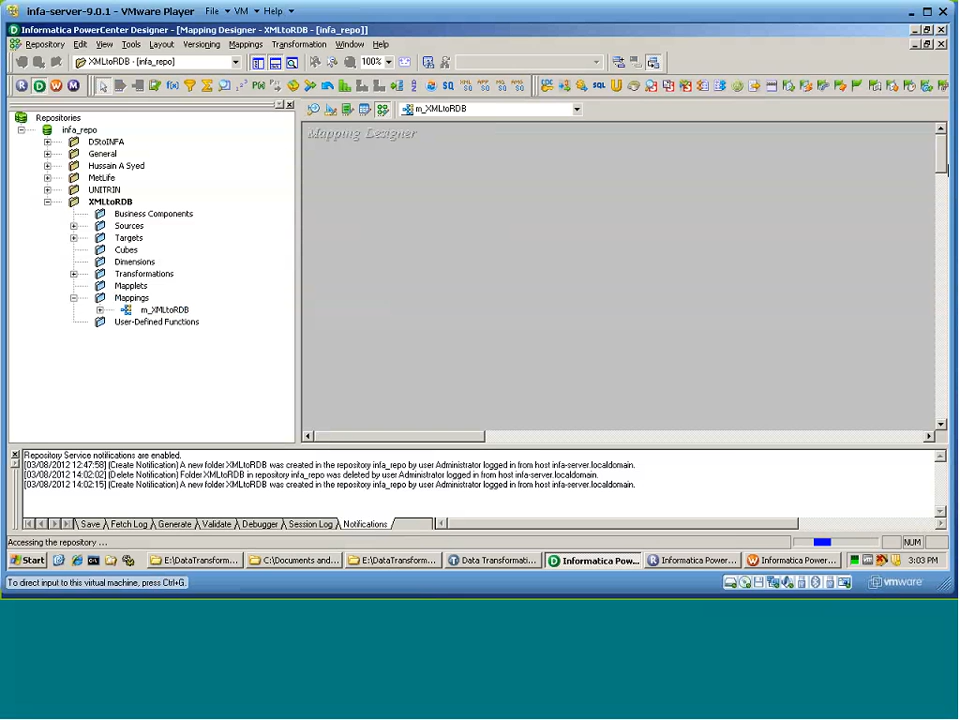 infa-server-9.0.1 - VMware Player File VM Help
Informatica PowerCenter Designer - [Mapping Designer - XMLtoRDB - [infa_repo]]
Repository Edit View Tools Layout Versioning Mappings Transformation Window Help
XMLtoRDB - [infa_repo] 100%
m_XMLtoRDB
Repositories
infa_repo
DStoINFA
General
Hussain A Syed
MetLife
UNITRIN
XMLtoRDB
Business Components
Sources
Targets
Cubes
Dimensions
Transformations
Mapplets
Mappings
m_XMLtoRDB
User-Defined Functions
Mapping Designer
Repository Service notifications are enabled.
[03/08/2012 12:47:58] (Create Notification) A new folder XMLtoRDB was created in the repository infa_repo by user Administrator logged in from host infa-server.localdomain.
[03/08/2012 14:02:02] (Delete Notification) Folder XMLtoRDB in repository infa_repo was deleted by user Administrator logged in from host infa-server.localdomain.
[03/08/2012 14:02:15] (Create Notification) A new folder XMLtoRDB was created in the repository infa_repo by user Administrator logged in from host infa-server.localdomain.
Save Fetch Log Generate Validate Debugger Session Log Notifications
Accessing the repository ... NUM
Start E:\DataTransfor... C:\Documents and... E:\DataTransfor... Data Transformati... Informatica Pow... Informatica Power... Informatica Power... 3:03 PM
To direct input to this virtual machine, press Ctrl+G. vmware